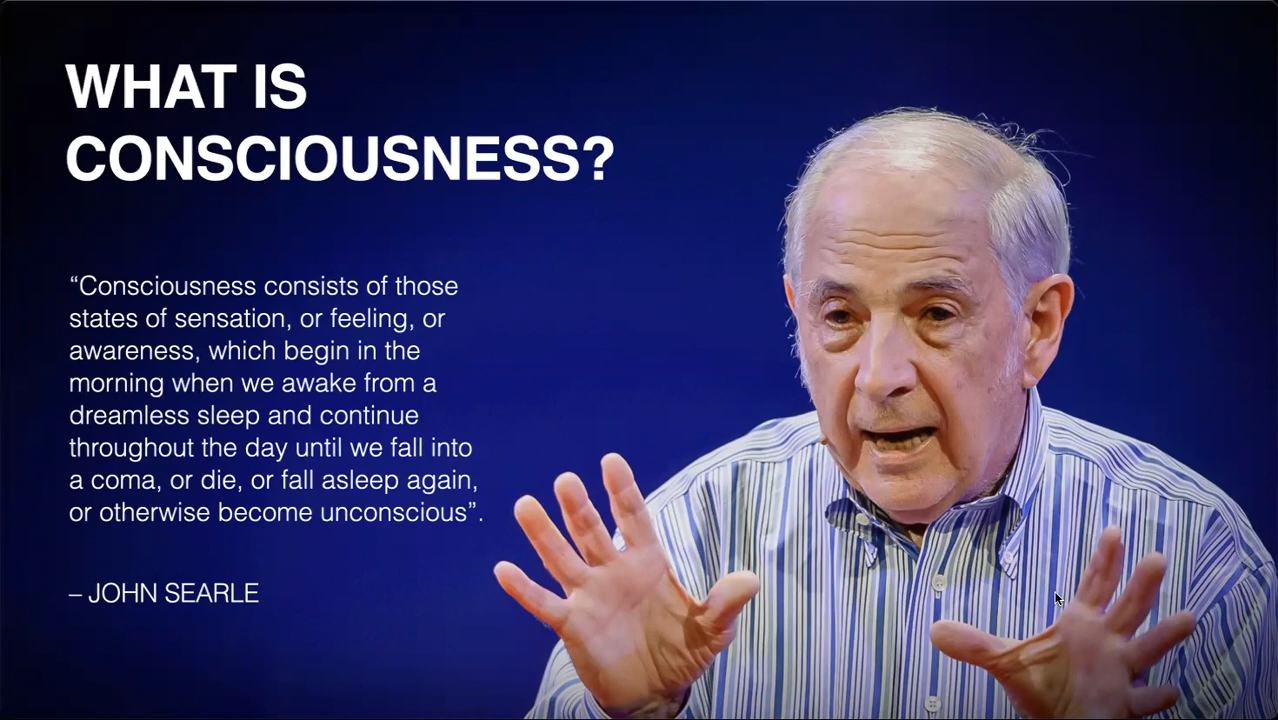 WHAT IS
CONSCIOUSNESS?
“Consciousness consists of those
states of sensation, or feeling, or
awareness, which begin in the
morning when we awake from a
dreamless sleep and continue
throughout the day until we fall into
a coma, or die, or fall asleep again,
or otherwise become unconscious”.
– JOHN SEARLE